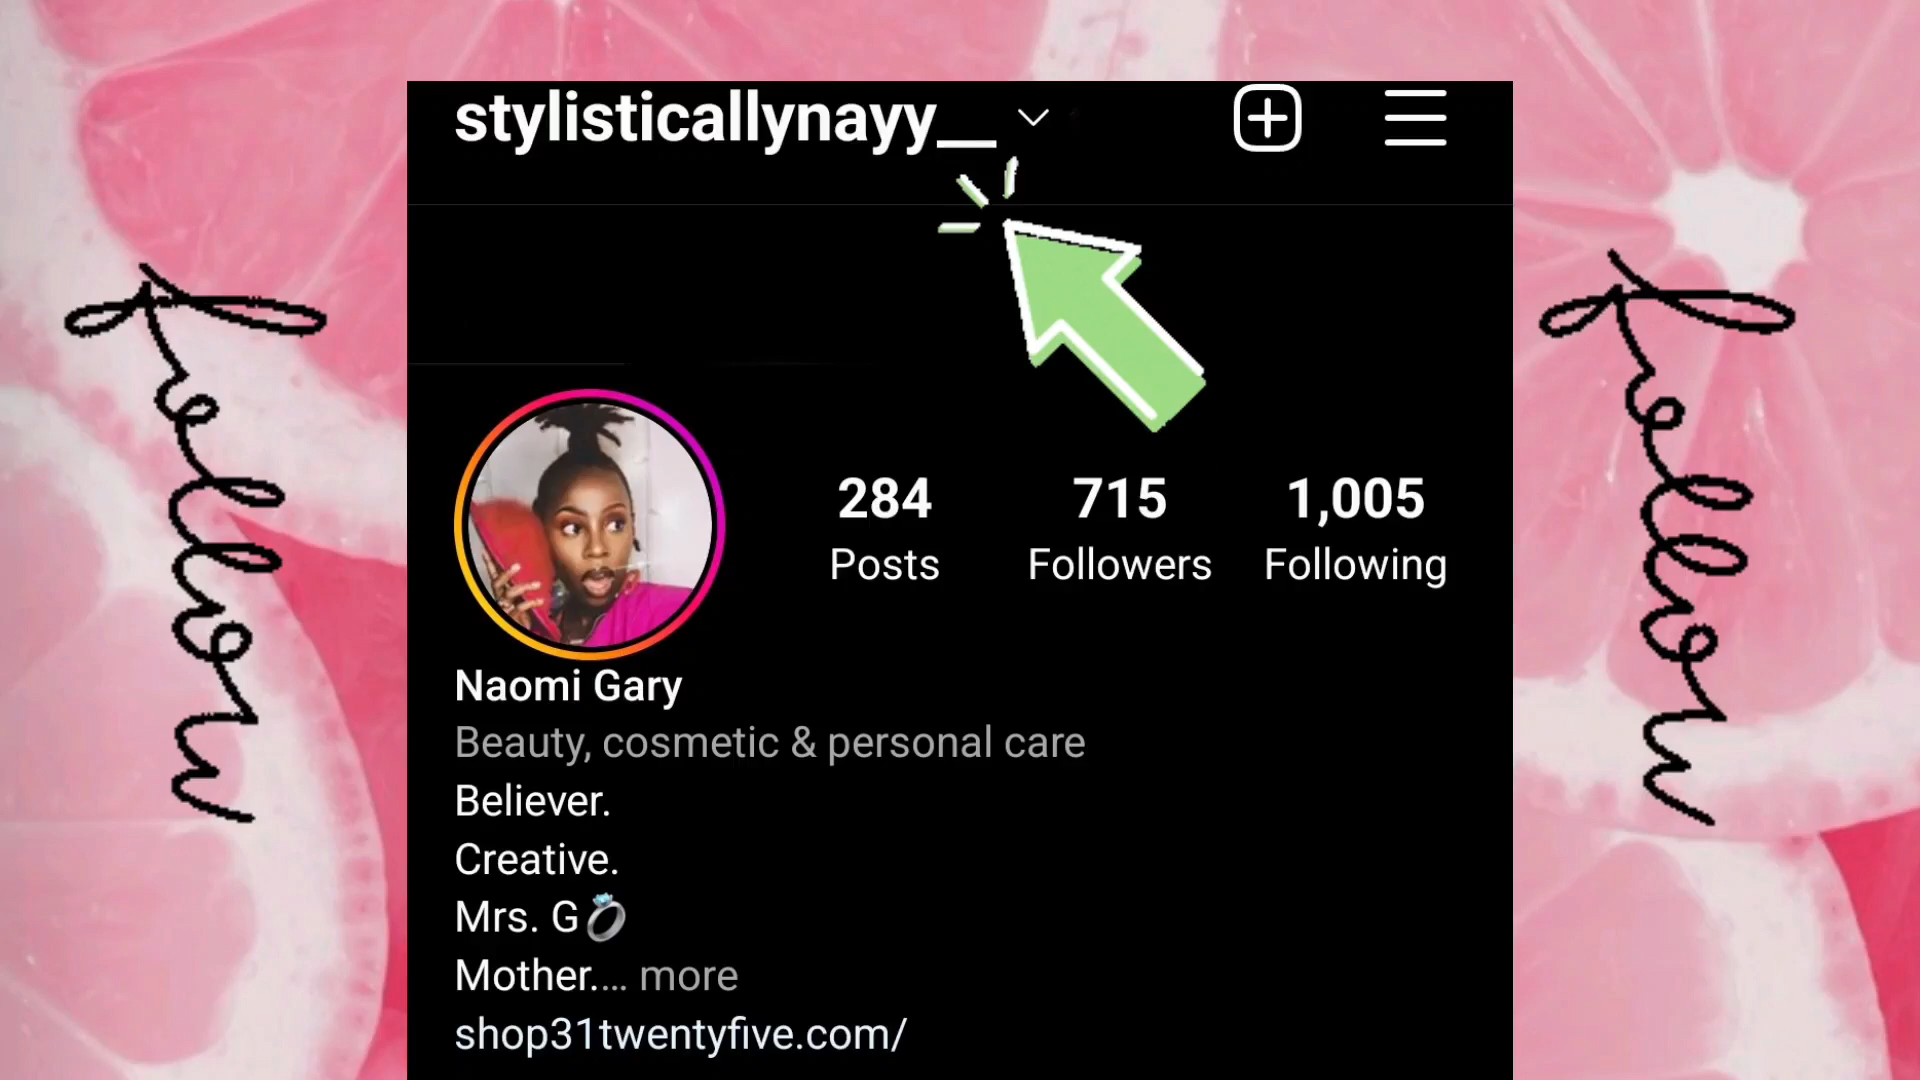 stylisticallynayy__
follow
follow
284 715 1,005
Posts Followers Following
Naomi Gary
Beauty, cosmetic & personal care
Believer.
Creative.
Mrs. G💍
Mother.... more
shop31twentyfive.com/